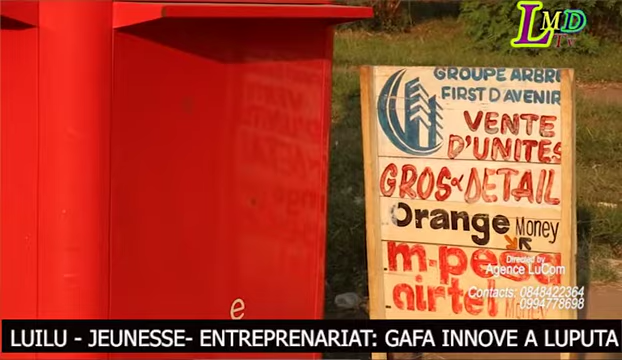 LMD
TV
GROUPE ARBRE
FIRST D'AVENIR
VENTE
D'UNITES
GROS & DETAIL
Orange Money
m-pesa
airtel Money
Directed by
Agence LuCom
Contacts: 0848422364
0994778698
e
LUILU - JEUNESSE- ENTREPRENARIAT: GAFA INNOVE A LUPUTA